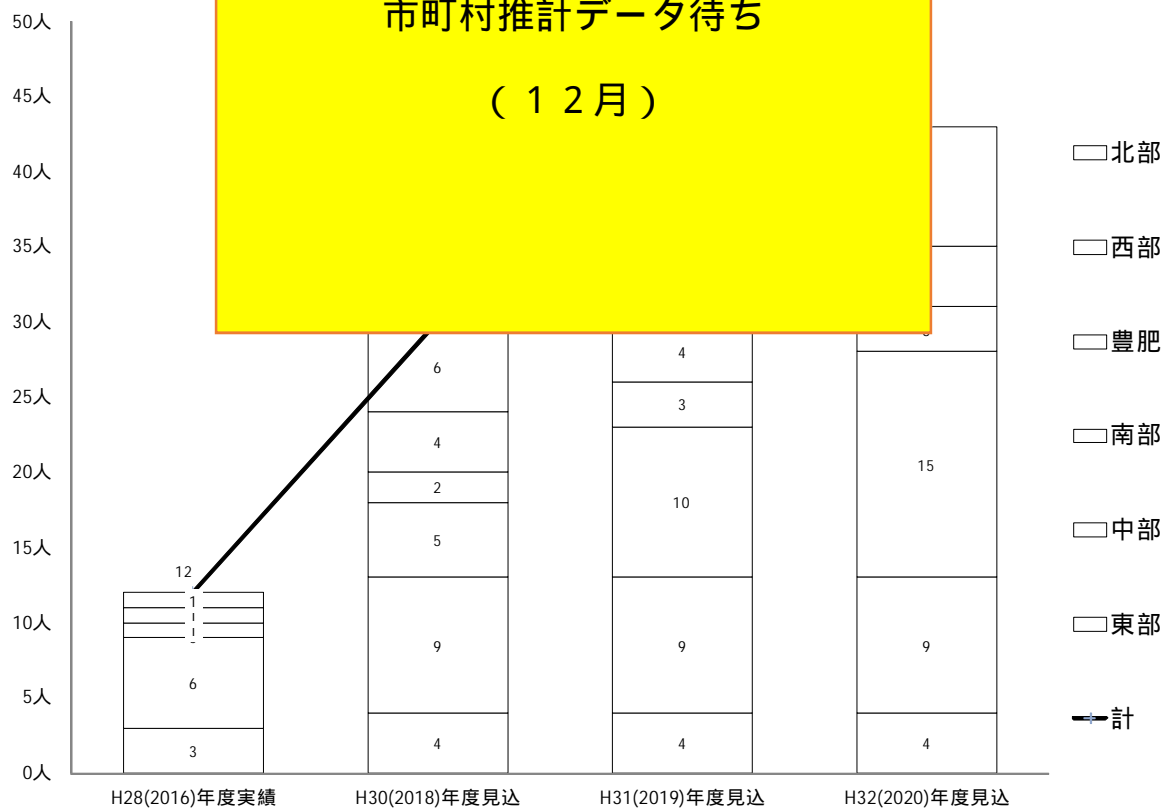 市町村推計データ待ち
（１２月）
50人
45人
40人
35人
30人
25人
20人
15人
10人
5人
0人
12
1
1
1
6
3
6
4
2
5
9
4
4
3
10
9
4
15
9
4
H28(2016)年度実績
H30(2018)年度見込
H31(2019)年度見込
H32(2020)年度見込
北部
西部
豊肥
南部
中部
東部
計